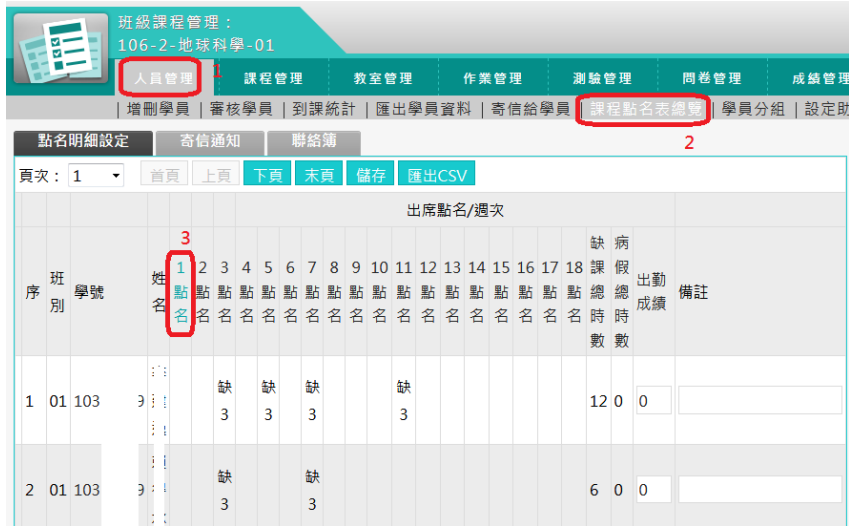 班級課程管理：
106-2-地球科學-01
人員管理 1 課程管理 教室管理 作業管理 測驗管理 問卷管理 成績管理
| 增刪學員 | 審核學員 | 到課統計 | 匯出學員資料 | 寄信給學員 | 課程點名表總覽 | 學員分組 | 設定助
2
點名明細設定 寄信通知 聯絡簿
頁次： 1 首頁 上頁 下頁 末頁 儲存 匯出CSV
出席點名/週次
3
序 班別 學號 姓名 1點名 2點名 3點名 4點名 5點名 6點名 7點名 8點名 9點名 10點名 11點名 12點名 13點名 14點名 15點名 16點名 17點名 18點名 缺課總時數 病假總時數 出勤成績 備註
1 01 103 9 缺3 缺3 缺3 缺3 12 0 0
2 01 103 9 缺3 缺3 6 0 0